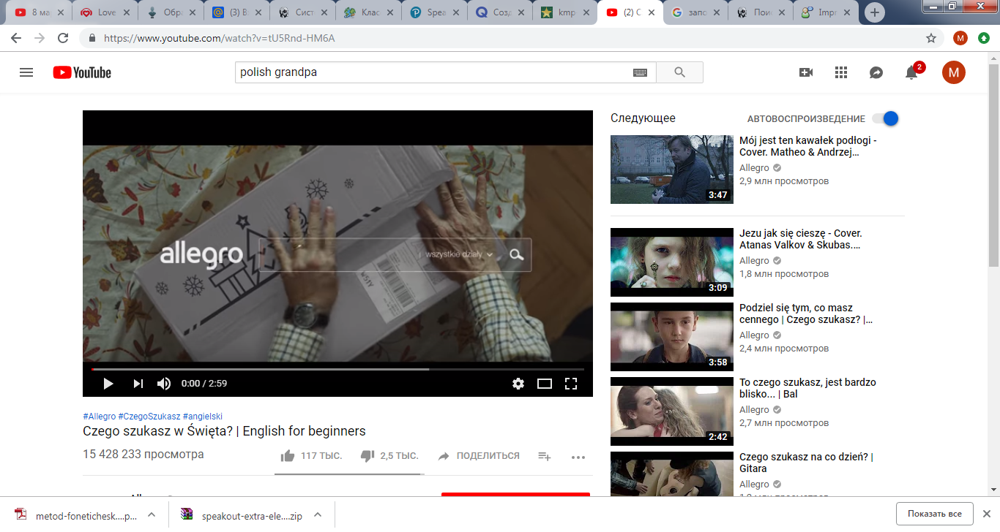 8 ма
Love
Обра
(3) В
Сист
Клас
Spea
Созд
kmp
(2) C
запо
Поис
Impr
https://www.youtube.com/watch?v=tU5Rnd-HM6A
M
YouTube
polish grandpa
2
M
allegro
wszystkie działy
0:00 / 2:59
#Allegro #CzegoSzukasz #angielski
Czego szukasz w Święta? | English for beginners
15 428 233 просмотра
117 ТЫС.
2,5 ТЫС.
ПОДЕЛИТЬСЯ
Следующее
АВТОВОСПРОИЗВЕДЕНИЕ
Mój jest ten kawałek podłogi -
Cover. Matheo & Andrzej...
Allegro
2,9 млн просмотров
3:47
Jezu jak się cieszę - Cover.
Atanas Valkov & Skubas....
Allegro
1,8 млн просмотров
3:09
Podziel się tym, co masz
cennego | Czego szukasz? |...
Allegro
2,4 млн просмотров
3:58
To czego szukasz, jest bardzo
blisko... | Bal
Allegro
2,7 млн просмотров
2:42
Czego szukasz na co dzień? |
Gitara
Allegro
metod-fonetichesk....p...
speakout-extra-ele....zip
Показать все